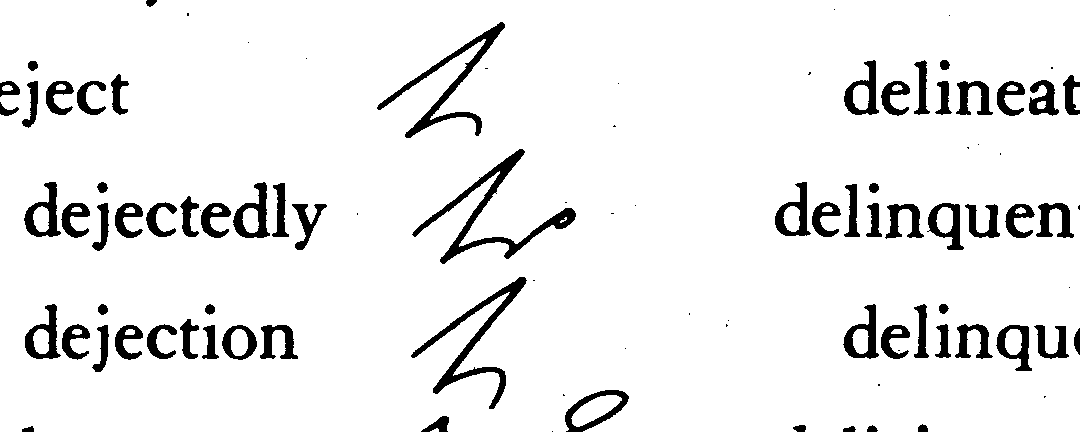 eject delineat
dejectedly delinquen
dejection delinqu